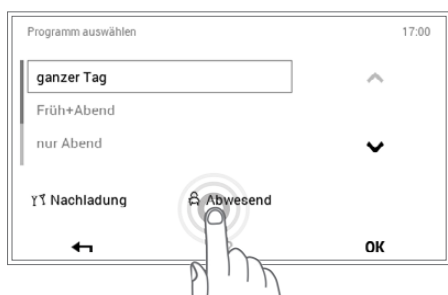 Programm auswählen 17:00
ganzer Tag
Früh+Abend
nur Abend
Nachladung Abwesend
OK